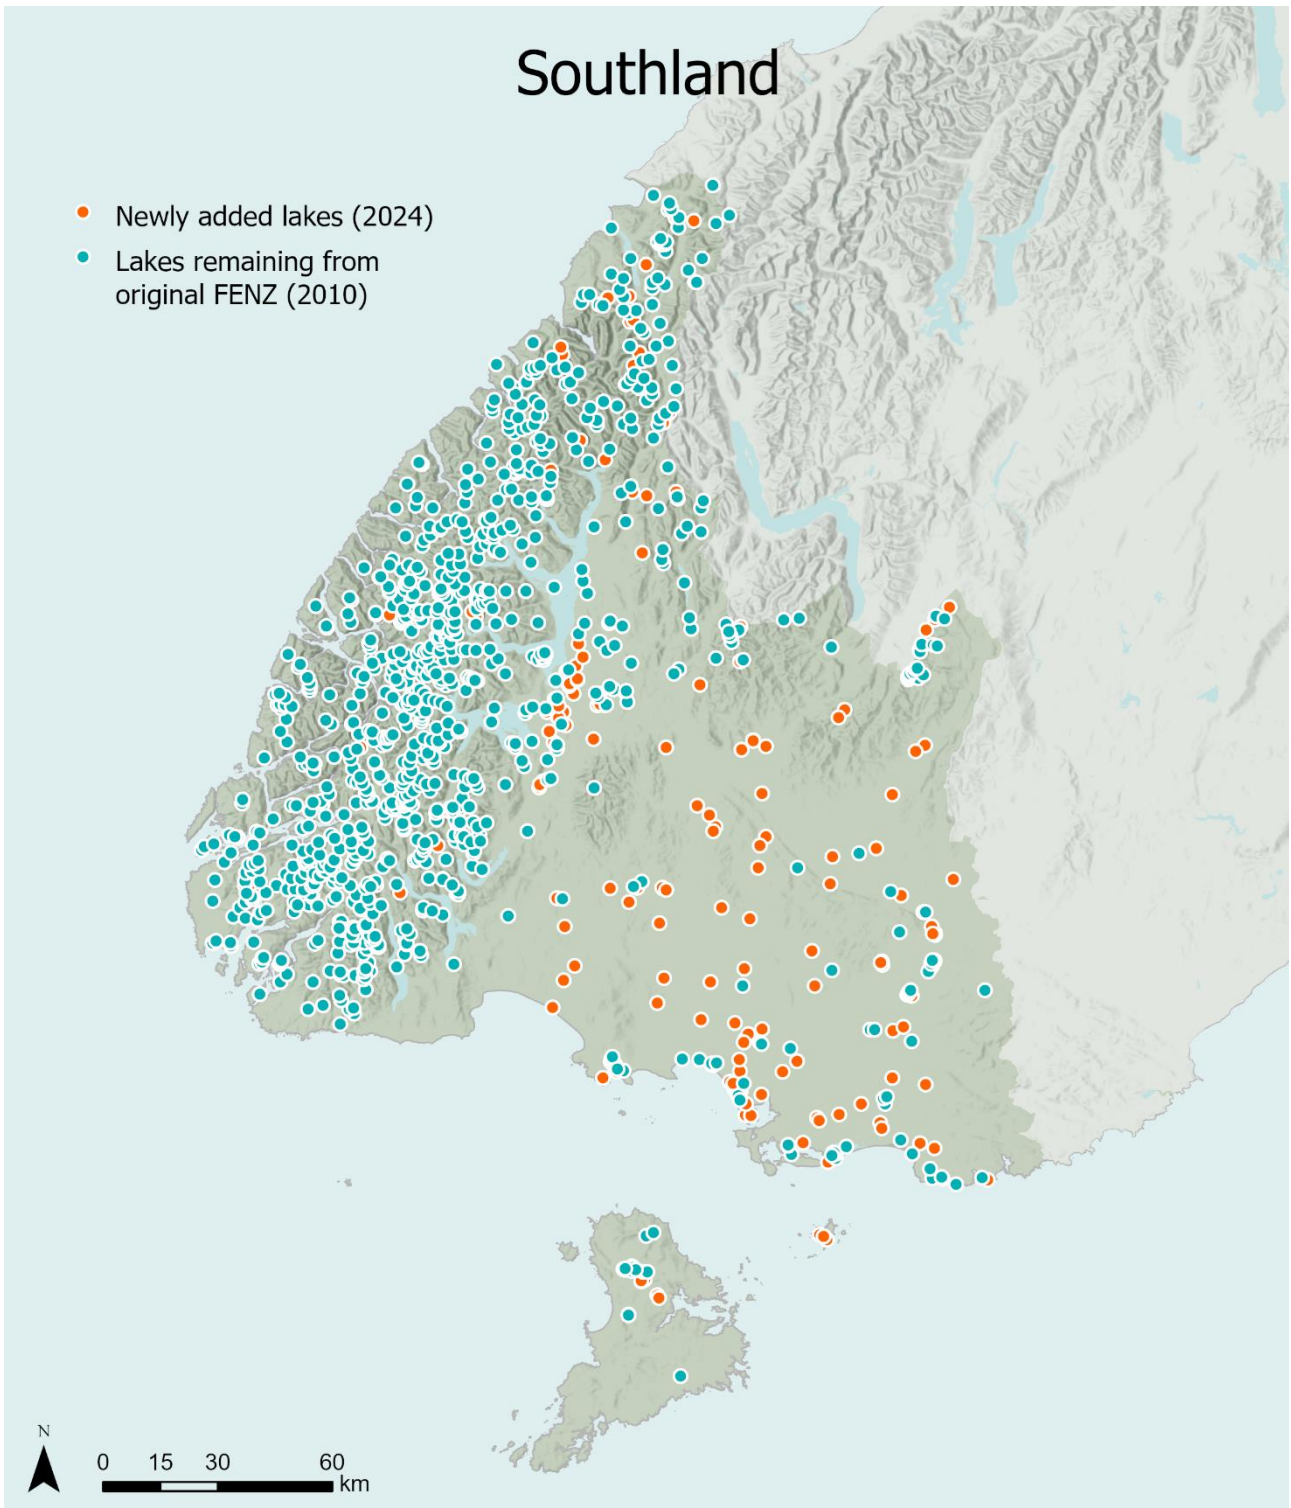 Southland
Newly added lakes (2024)
Lakes remaining from
original FENZ (2010)
N
0 15 30 60
km